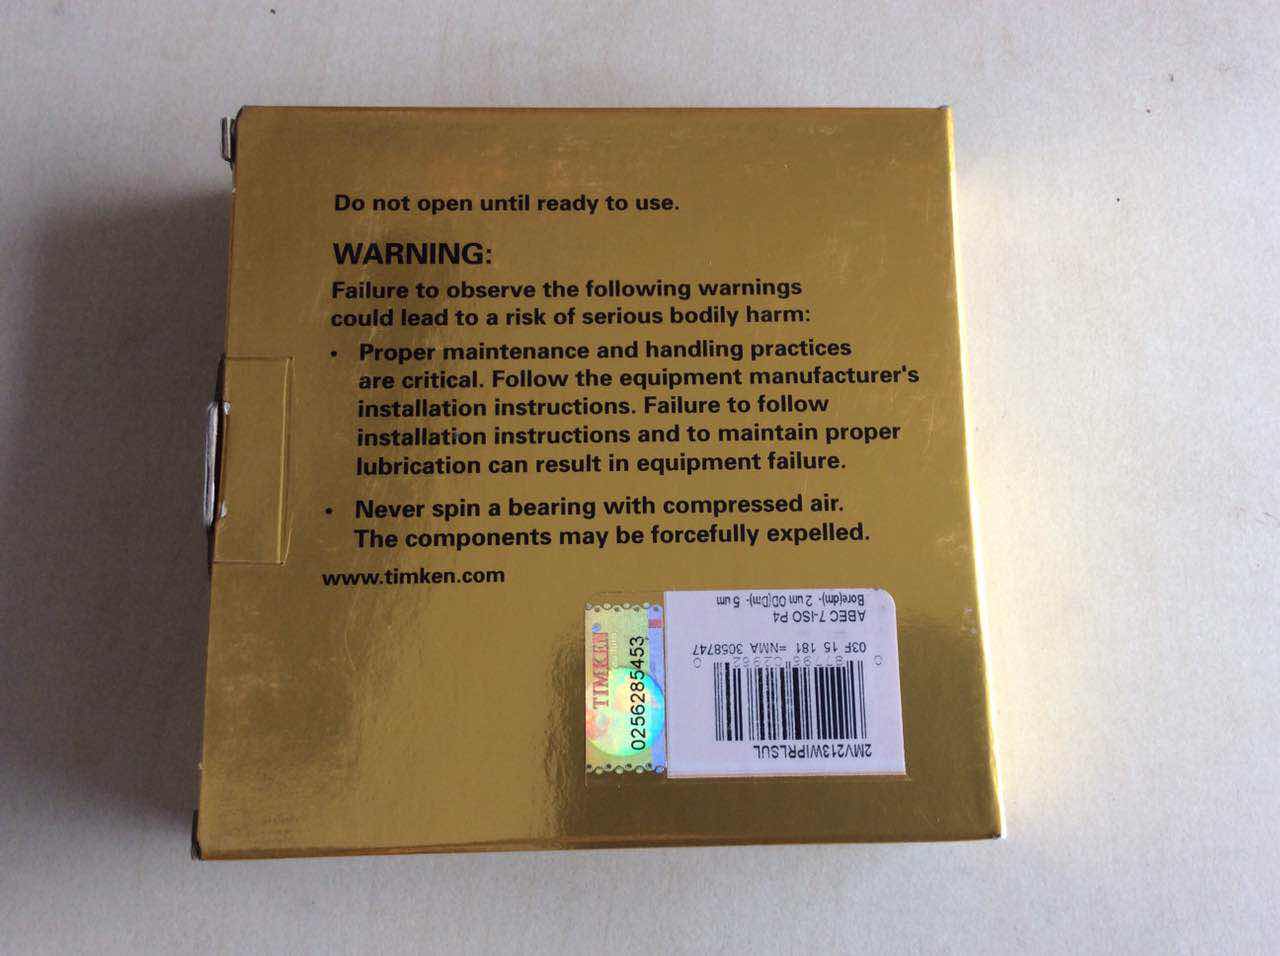 Do not open until ready to use.
WARNING:
Failure to observe the following warnings
could lead to a risk of serious bodily harm:
• Proper maintenance and handling practices
are critical. Follow the equipment manufacturer's
installation instructions. Failure to follow
installation instructions and to maintain proper
lubrication can result in equipment failure.
• Never spin a bearing with compressed air.
The components may be forcefully expelled.
www.timken.com
TIMKEN
0256285453
2MV213WIPRLSUL
03F 15 181 =NMA 3058747
ABEC 7-ISO P4
Bore(dm)- 2 um OD(Dm)- 5 um